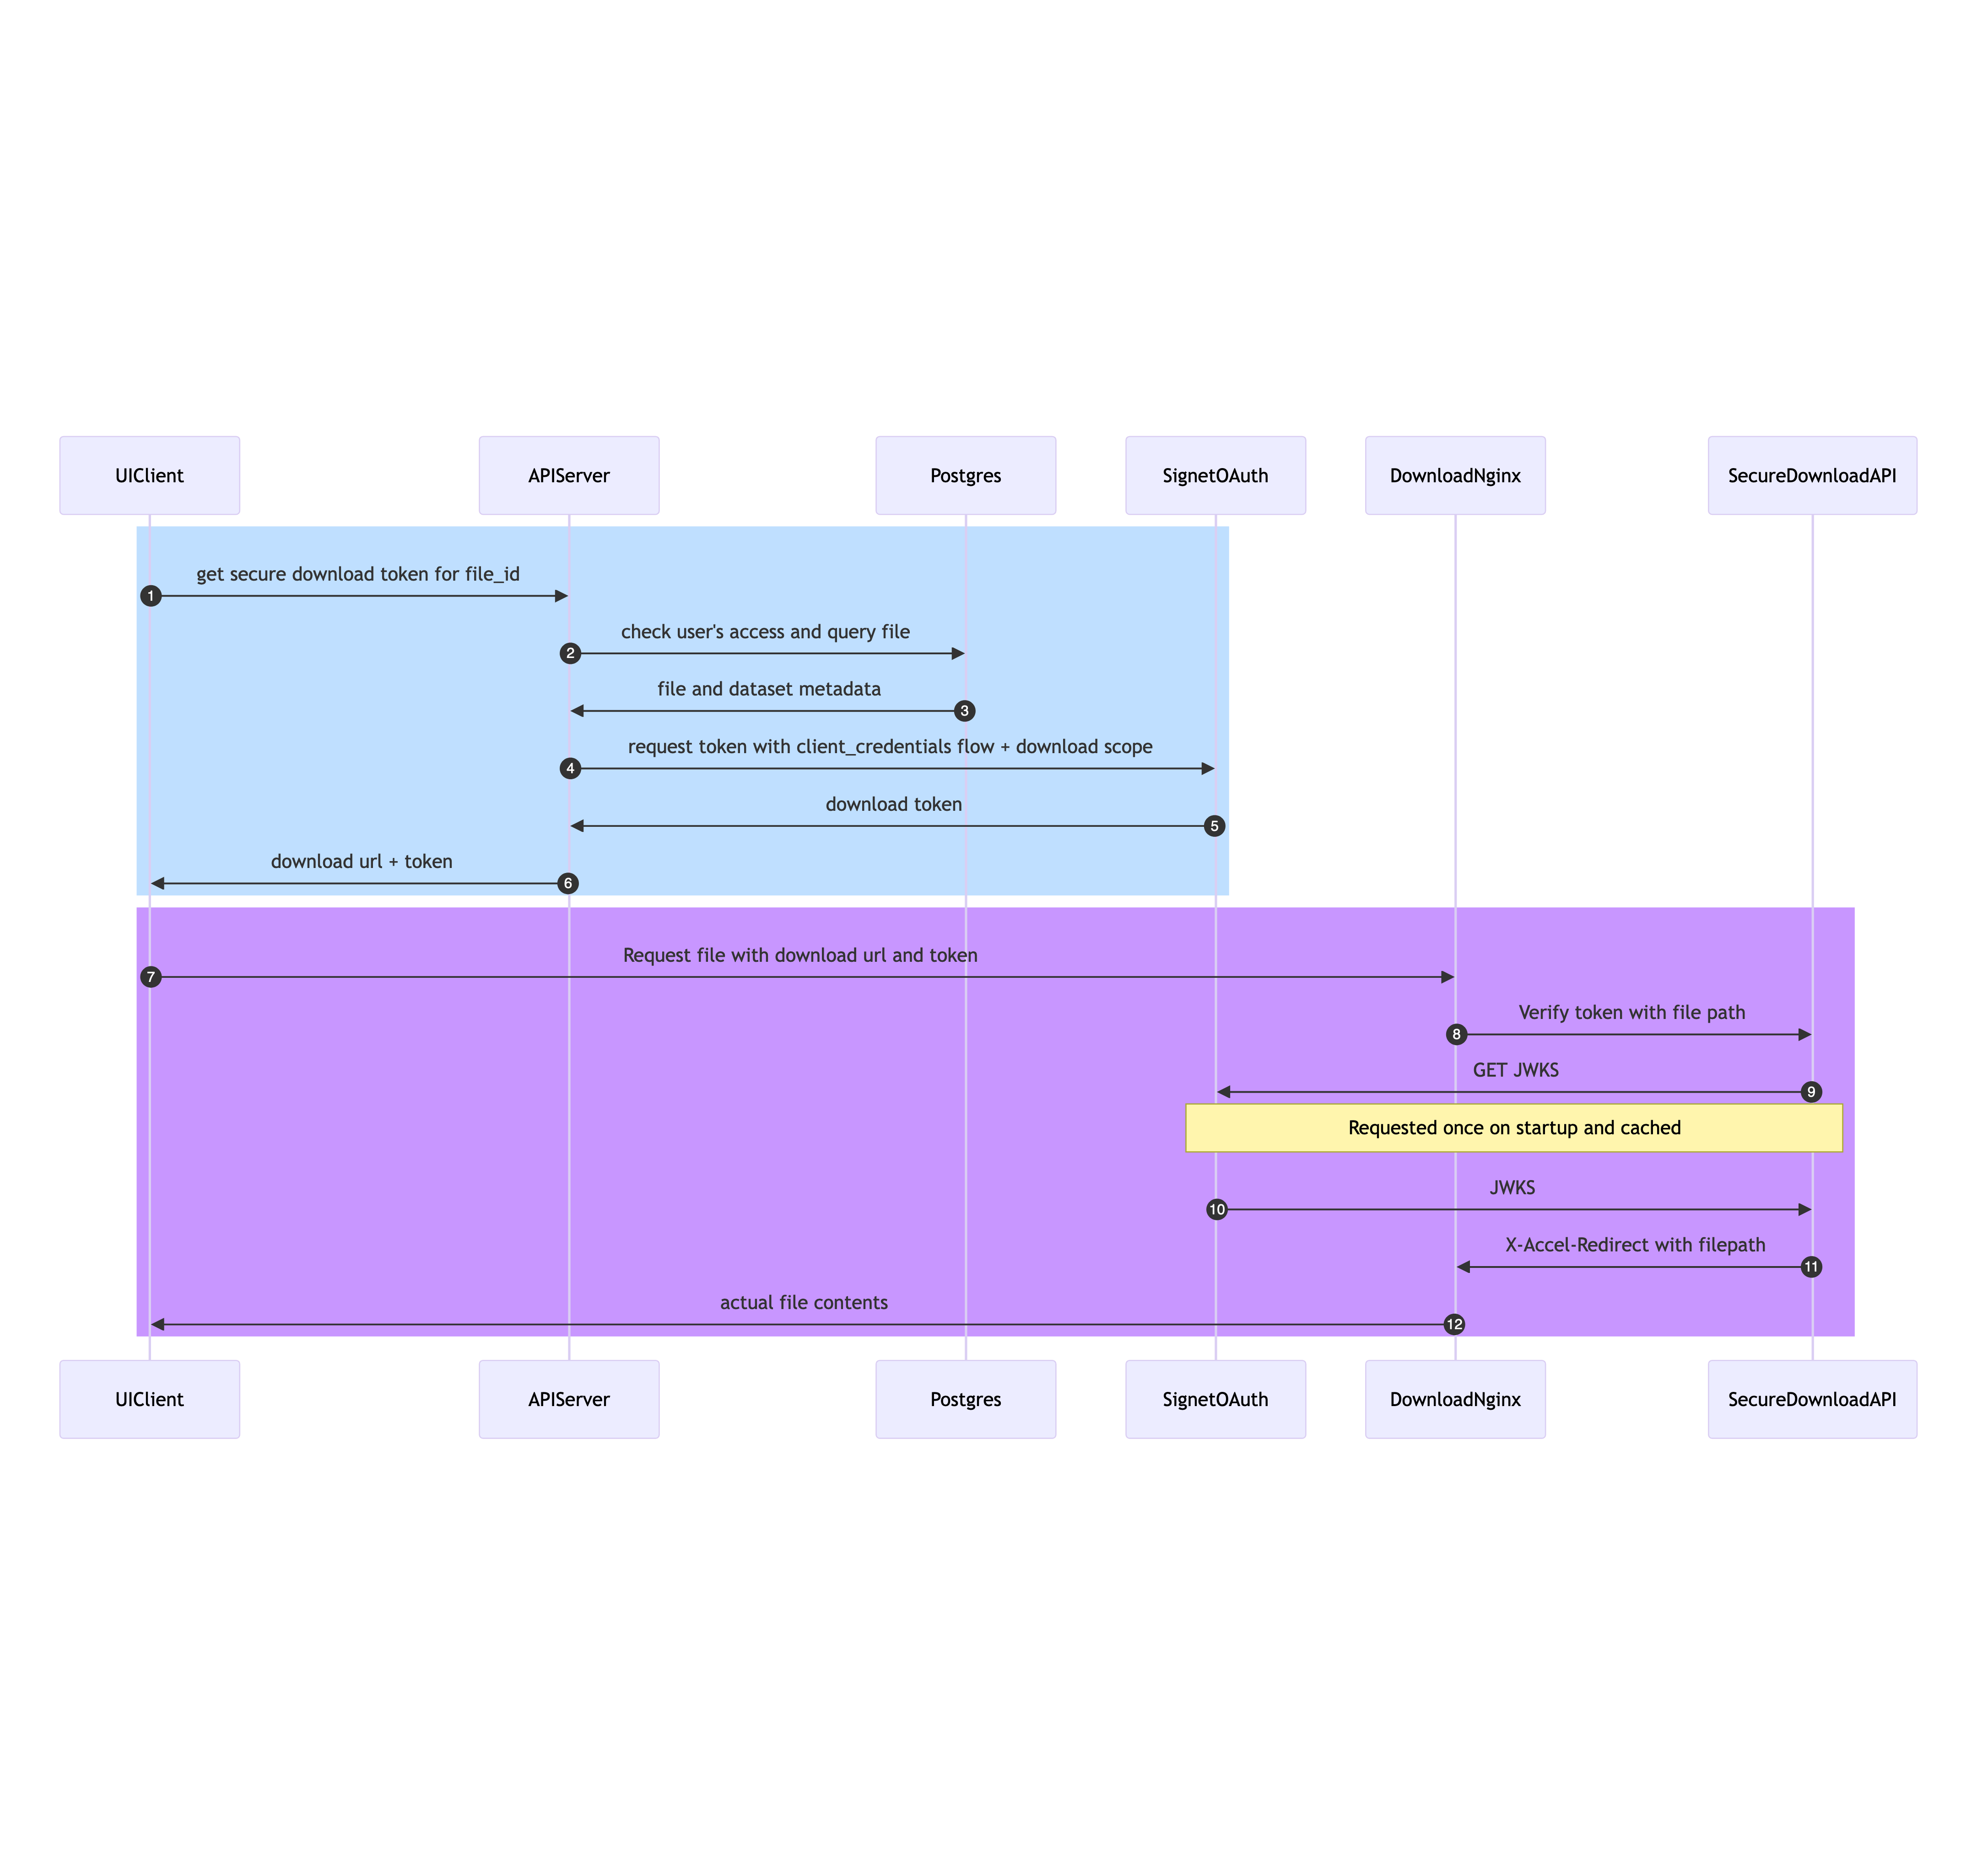 UIClient
APIServer
Postgres
SignetOAuth
DownloadNginx
SecureDownloadAPI
get secure download token for file_id
1
check user's access and query file
2
file and dataset metadata
3
request token with client_credentials flow + download scope
4
download token
5
download url + token
6
Request file with download url and token
7
Verify token with file path
8
GET JWKS
9
Requested once on startup and cached
JWKS
10
X-Accel-Redirect with filepath
11
actual file contents
12
UIClient
APIServer
Postgres
SignetOAuth
DownloadNginx
SecureDownloadAPI